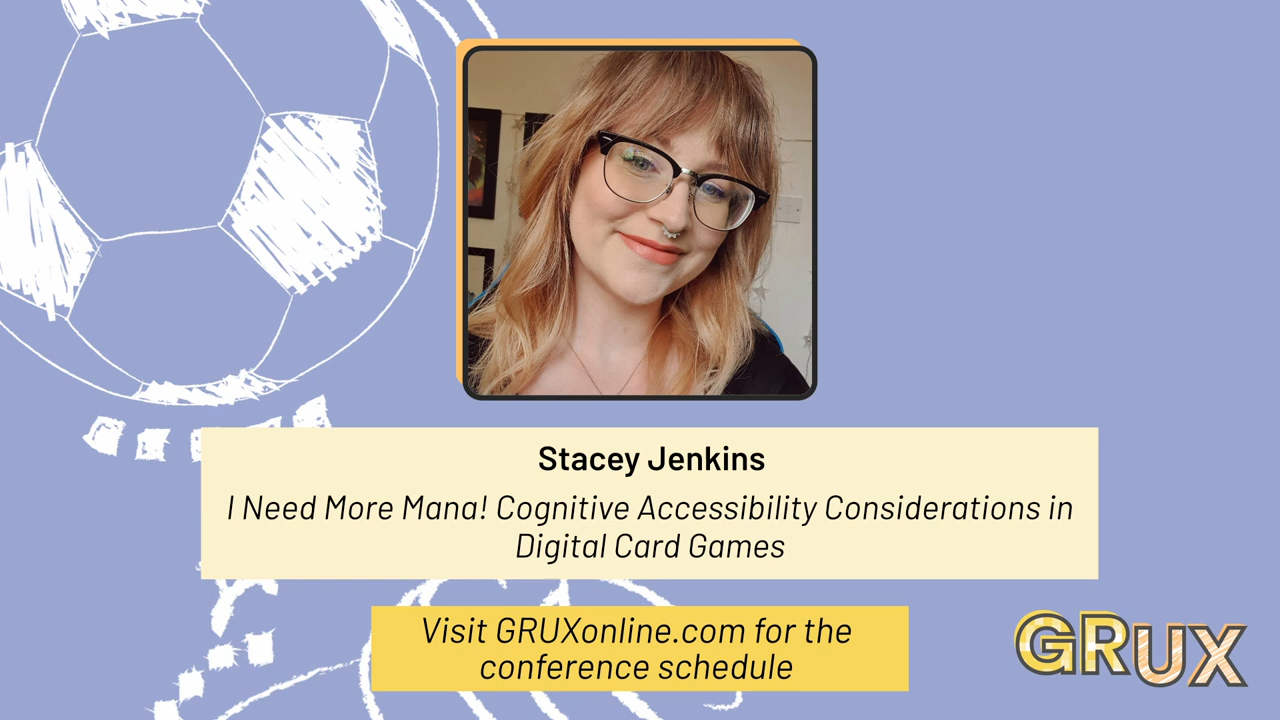 Stacey Jenkins
I Need More Mana! Cognitive Accessibility Considerations in
Digital Card Games
Visit GRUXonline.com for the
conference schedule
GRUX